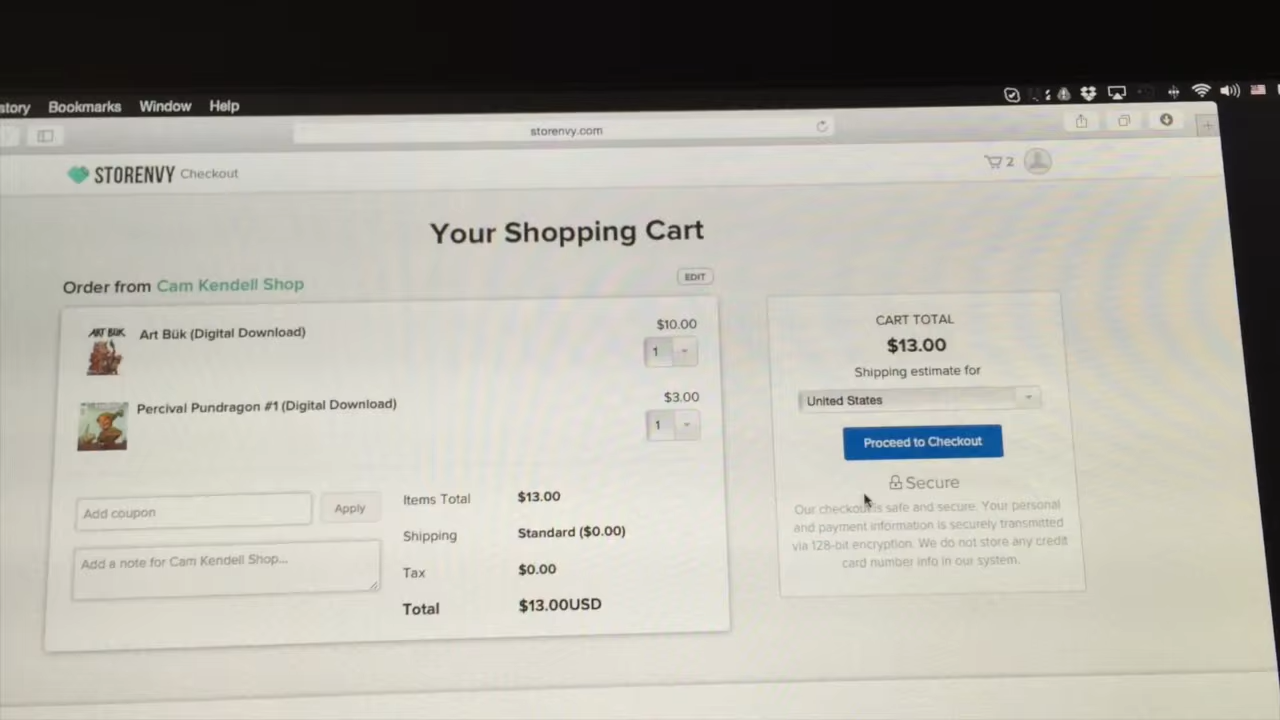 story Bookmarks Window Help
storenvy.com
STORENVY Checkout
2
Your Shopping Cart
Order from Cam Kendell Shop
EDIT
ART BÜK
Art Bük (Digital Download)
$10.00
1
Percival Pundragon #1 (Digital Download)
$3.00
1
Add coupon
Apply
Add a note for Cam Kendell Shop...
Items Total $13.00
Shipping Standard ($0.00)
Tax $0.00
Total $13.00USD
CART TOTAL
$13.00
Shipping estimate for
United States
Proceed to Checkout
Secure
Our checkout is safe and secure. Your personal
and payment information is securely transmitted
via 128-bit encryption. We do not store any credit
card number info in our system.